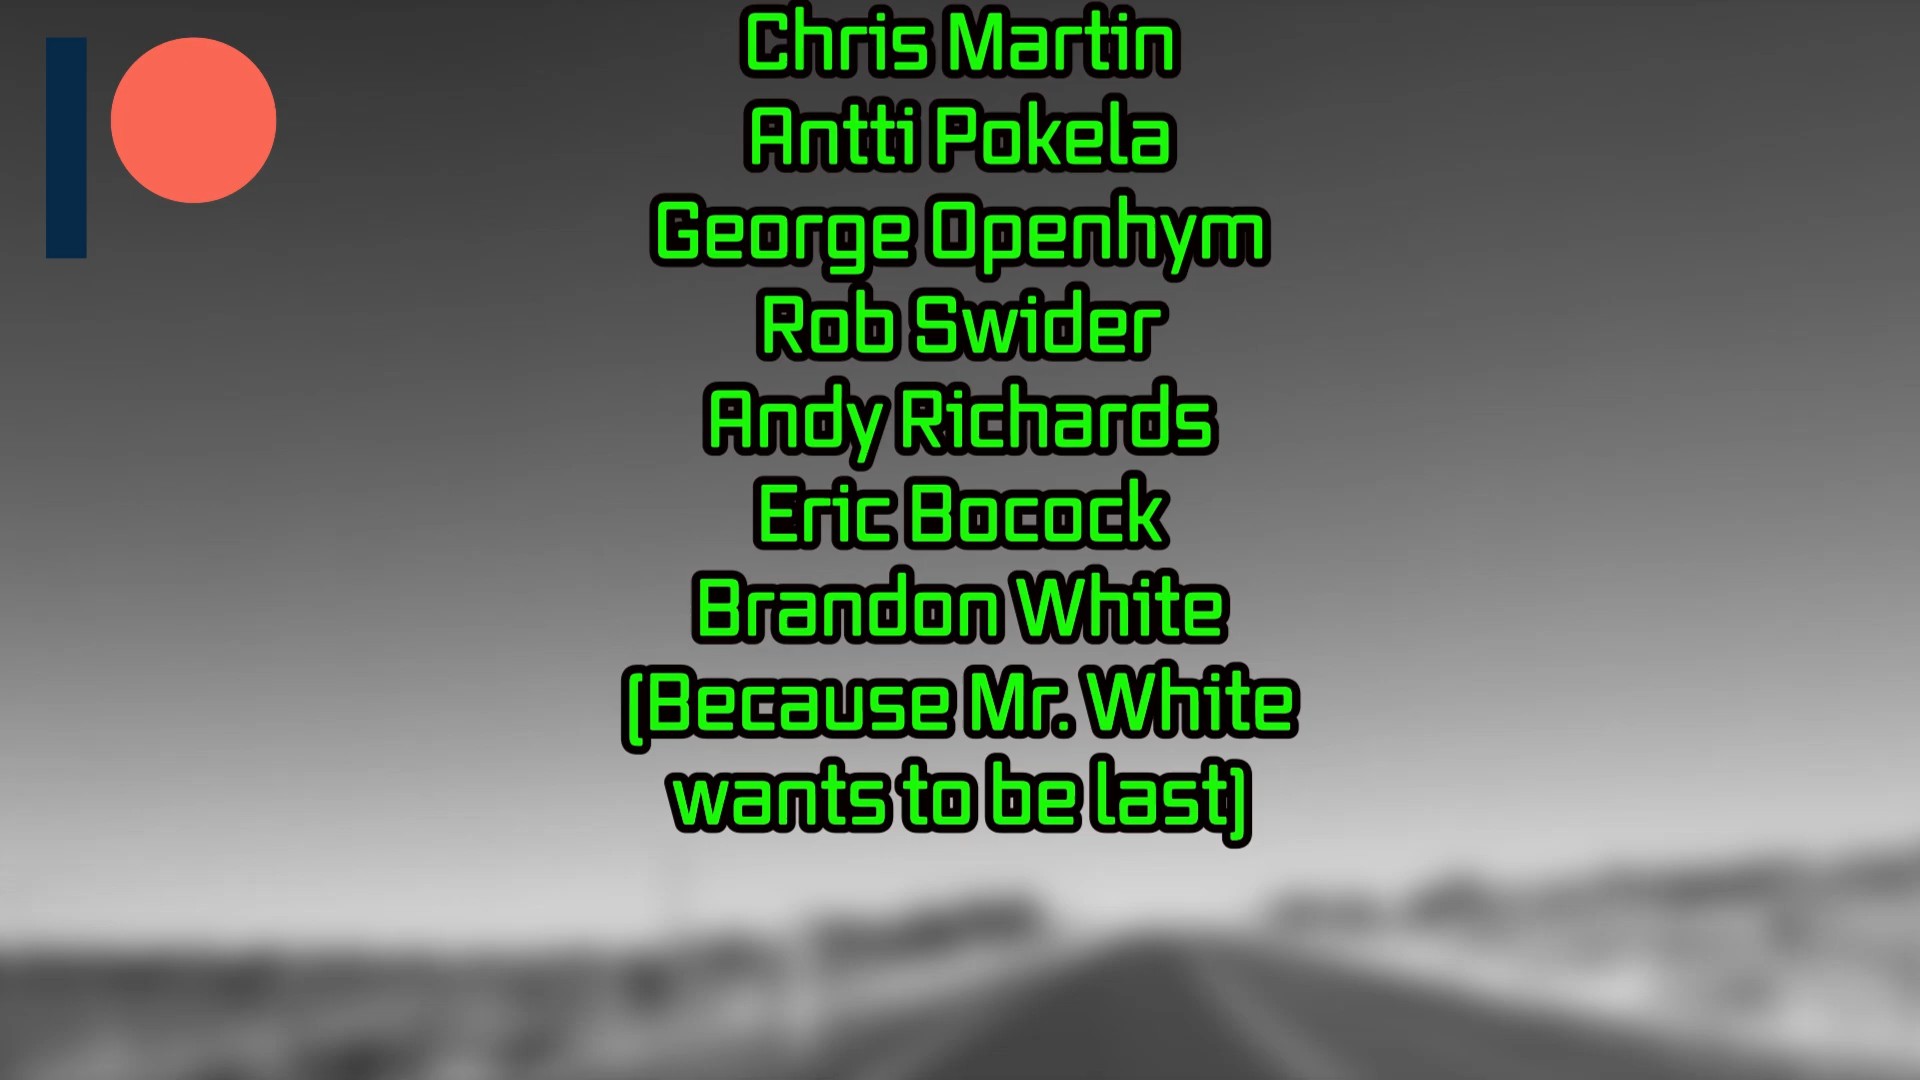 Chris Martin
Antti Pokela
George Openhym
Rob Swider
Andy Richards
Eric Bocock
Brandon White
(Because Mr. White
wants to be last)